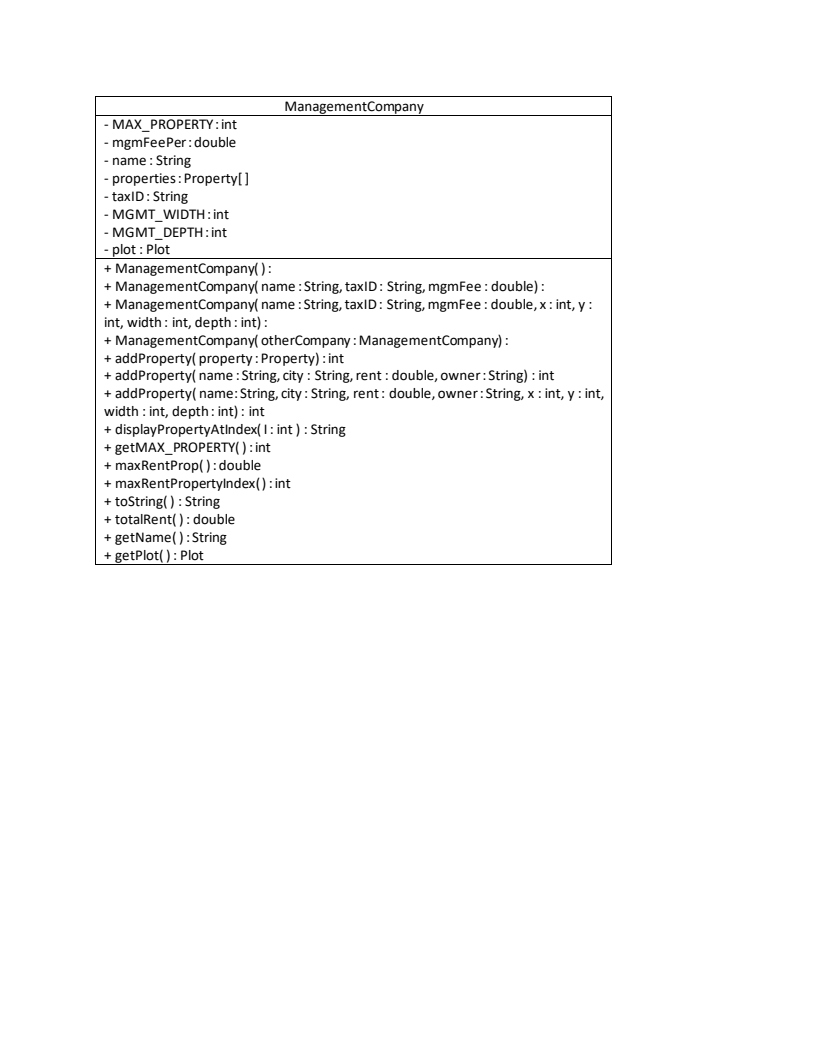 ManagementCompany
- MAX_PROPERTY : int
- mgmFeePer : double
- name : String
- properties : Property[ ]
- taxID : String
- MGMT_WIDTH : int
- MGMT_DEPTH : int
- plot : Plot
+ ManagementCompany( ) :
+ ManagementCompany( name : String, taxID : String, mgmFee : double) :
+ ManagementCompany( name : String, taxID : String, mgmFee : double, x : int, y :
int, width : int, depth : int) :
+ ManagementCompany( otherCompany : ManagementCompany) :
+ addProperty( property : Property) : int
+ addProperty( name : String, city : String, rent : double, owner : String) : int
+ addProperty( name: String, city : String, rent : double, owner : String, x : int, y : int,
width : int, depth : int) : int
+ displayPropertyAtIndex( I : int ) : String
+ getMAX_PROPERTY( ) : int
+ maxRentProp( ) : double
+ maxRentPropertyIndex( ) : int
+ toString( ) : String
+ totalRent( ) : double
+ getName( ) : String
+ getPlot( ) : Plot